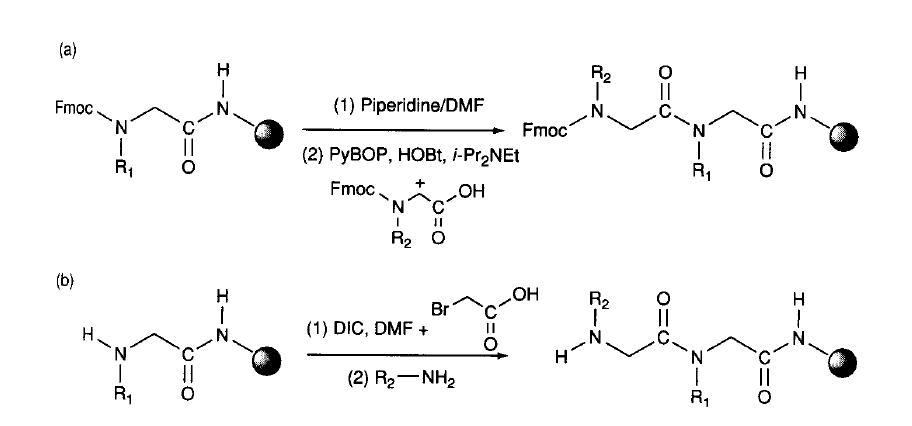 (a)
H
Fmoc
N
N
R₁
O
(1) Piperidine/DMF
(2) PyBOP, HOBt, i-Pr₂NEt
+
Fmoc
N
C
OH
R₂
O
R₂
O
H
N
N
Fmoc
N
R₁
O
(b)
H
H
N
N
C
R₁
O
(1) DIC, DMF +
Br
C
OH
O
(2) R₂—NH₂
R₂
O
H
N
C
N
H
N
C
R₁
O